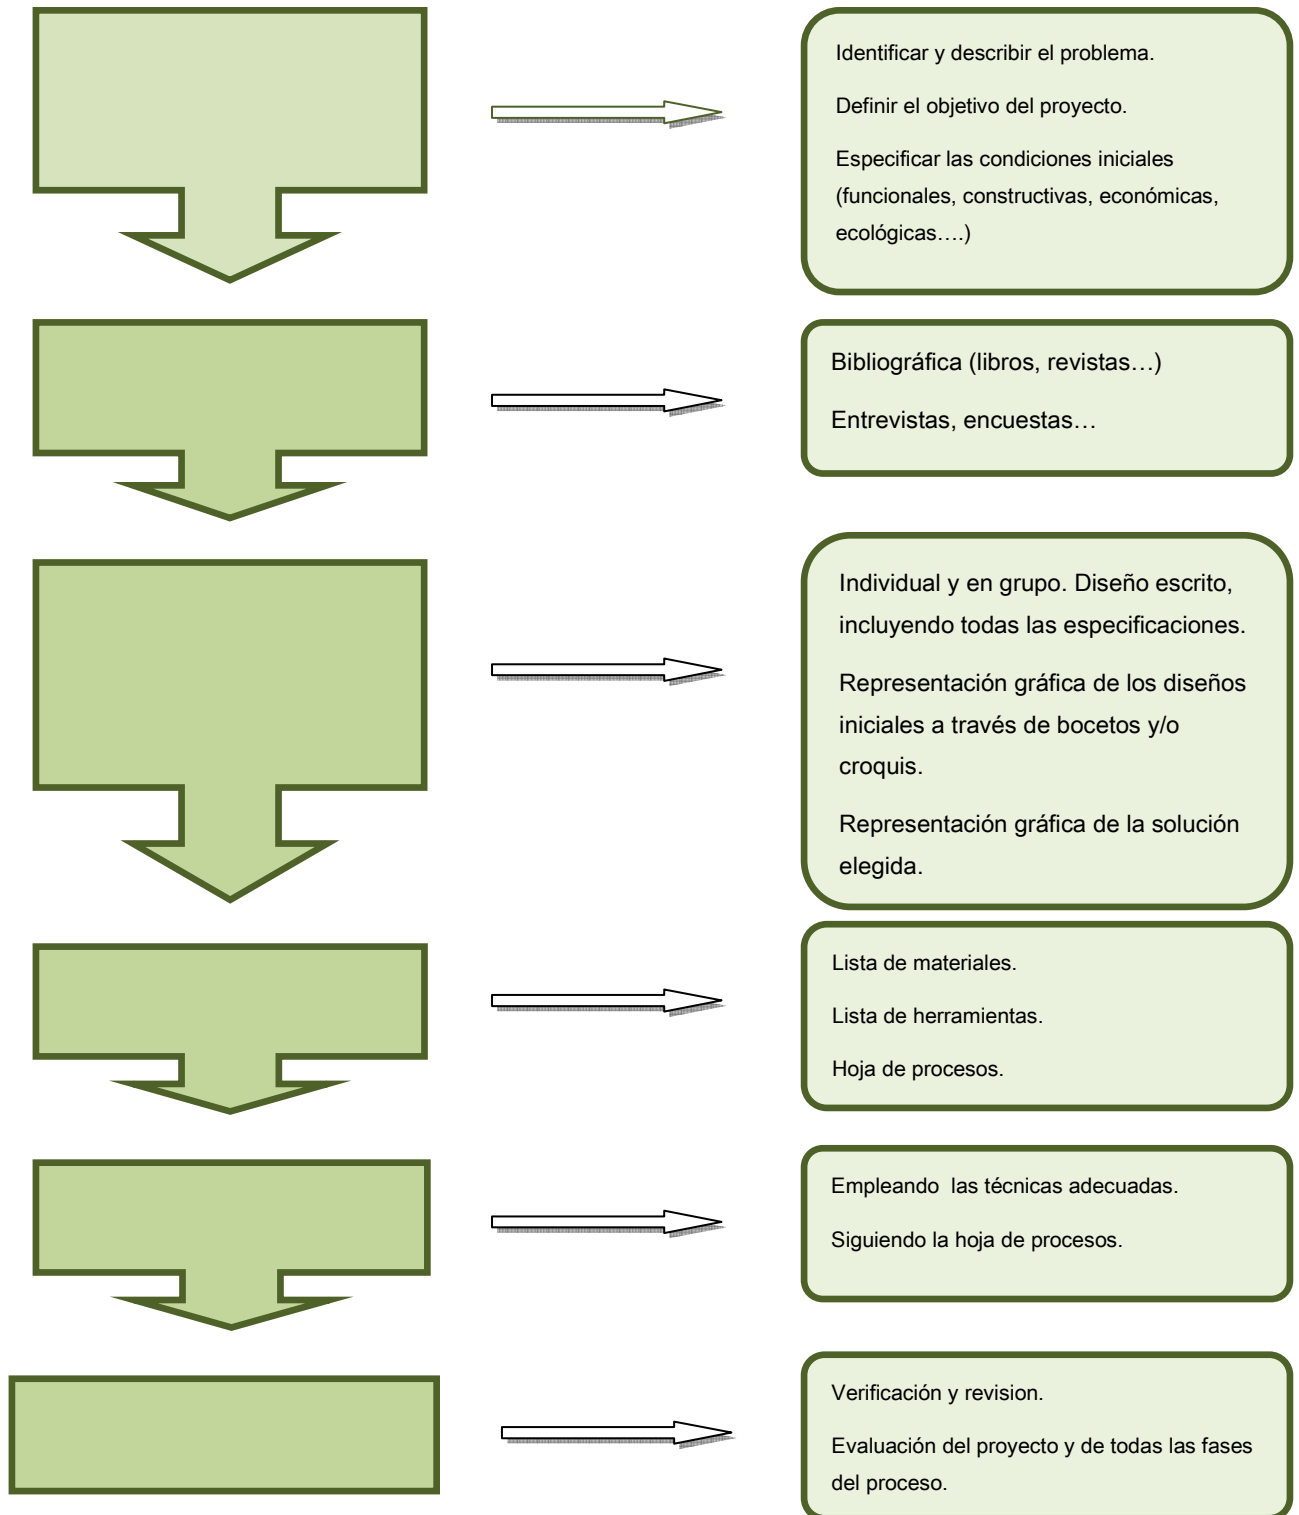 Identificar y describir el problema.
Definir el objetivo del proyecto.
Especificar las condiciones iniciales
(funcionales, constructivas, económicas,
ecológicas….)
Bibliográfica (libros, revistas…)
Entrevistas, encuestas…
Individual y en grupo. Diseño escrito,
incluyendo todas las especificaciones.
Representación gráfica de los diseños
iniciales a través de bocetos y/o
croquis.
Representación gráfica de la solución
elegida.
Lista de materiales.
Lista de herramientas.
Hoja de procesos.
Empleando  las técnicas adecuadas.
Siguiendo la hoja de procesos.
Verificación y revision.
Evaluación del proyecto y de todas las fases
del proceso.